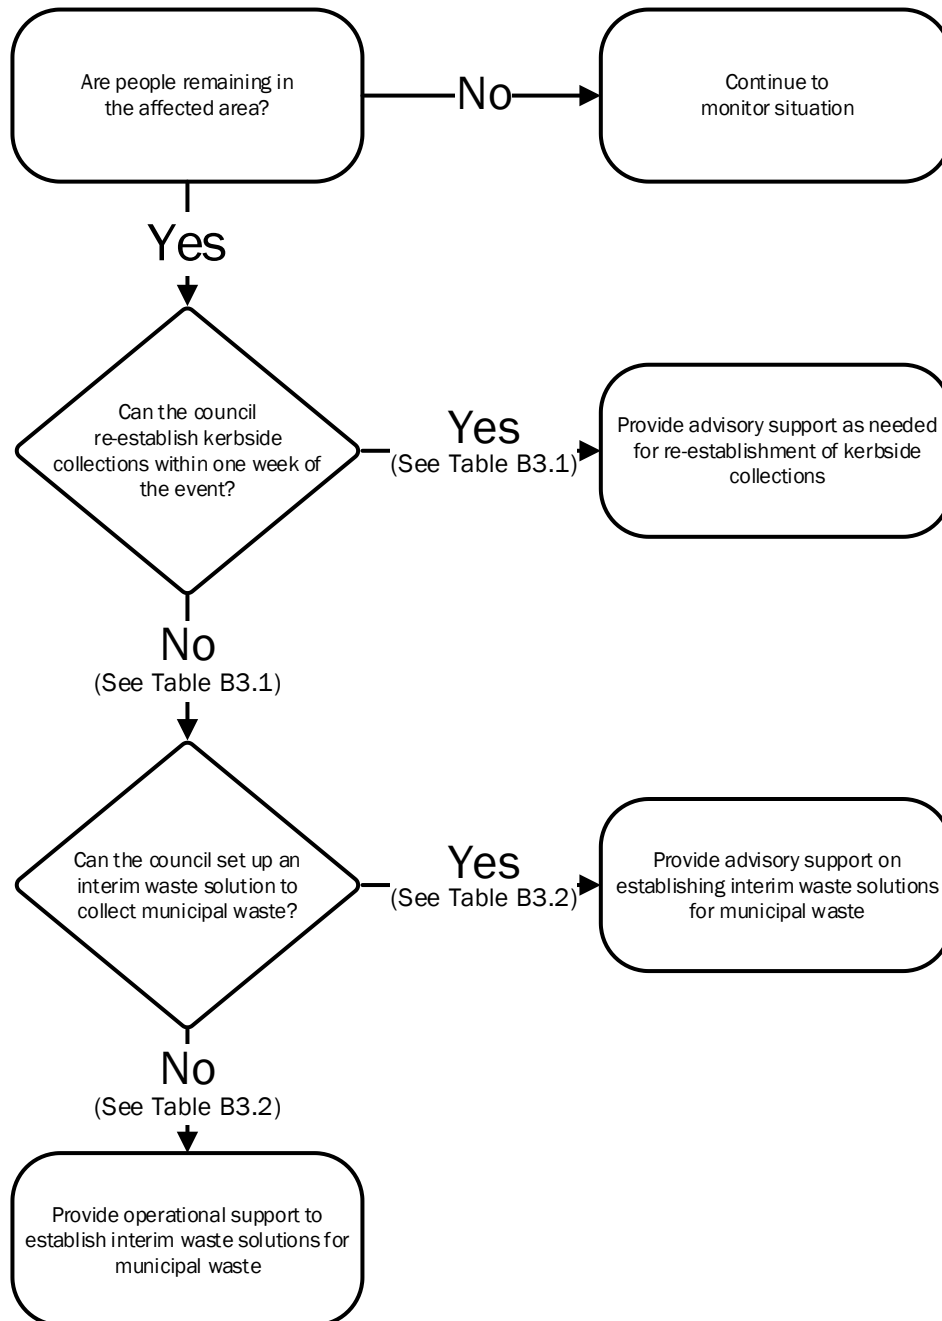 Are people remaining in
the affected area?
No
Continue to
monitor situation
Yes
Can the council
re-establish kerbside
collections within one week of
the event?
Yes
(See Table B3.1)
Provide advisory support as needed
for re-establishment of kerbside
collections
No
(See Table B3.1)
Can the council set up an
interim waste solution to
collect municipal waste?
Yes
(See Table B3.2)
Provide advisory support on
establishing interim waste solutions
for municipal waste
No
(See Table B3.2)
Provide operational support to
establish interim waste solutions for
municipal waste